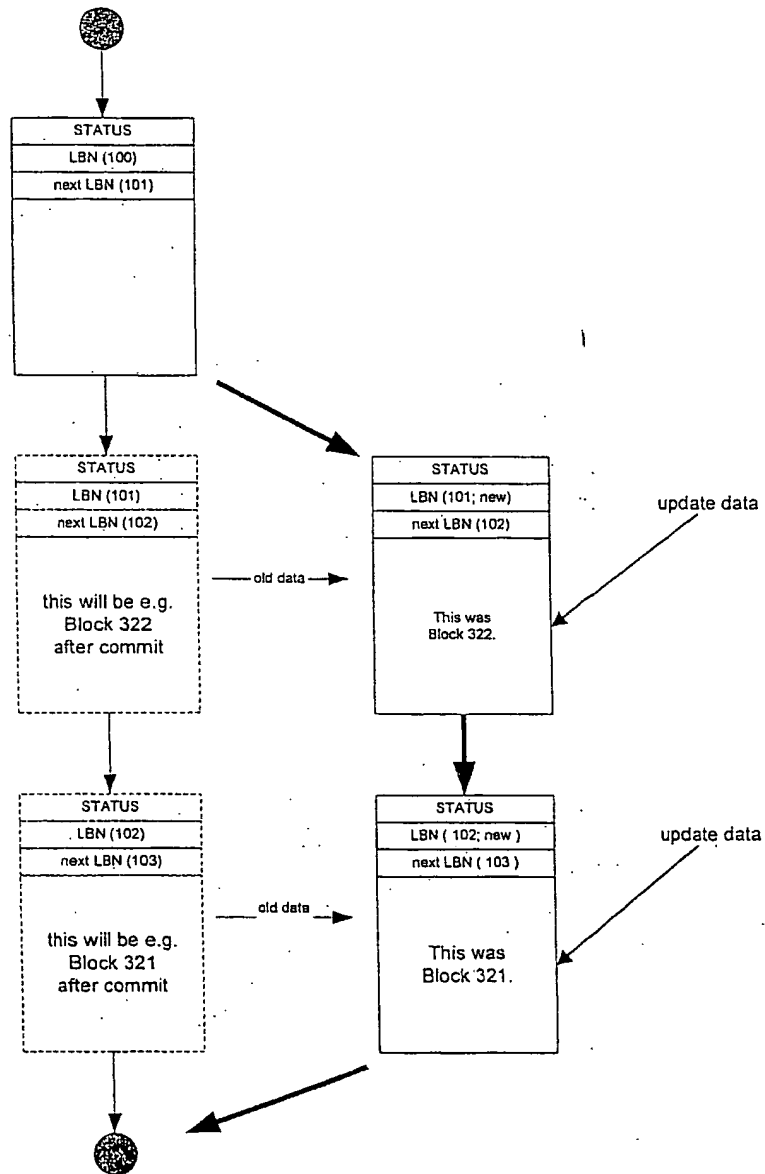 STATUS
LBN (100)
next LBN (101)
STATUS
LBN (101)
next LBN (102)
this will be e.g.
Block 322
after commit
old data
STATUS
LBN (101; new)
next LBN (102)
This was
Block 322.
update data
STATUS
LBN (102)
next LBN (103)
this will be e.g.
Block 321
after commit
old data
STATUS
LBN ( 102; new )
next LBN ( 103 )
This was
Block 321.
update data